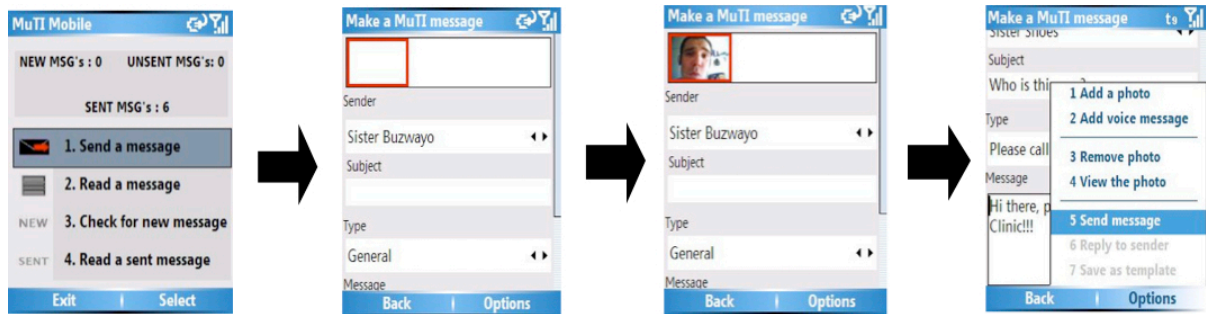 MuTI Mobile
NEW MSG's : 0 UNSENT MSG's: 0
SENT MSG's : 6
1. Send a message
2. Read a message
NEW 3. Check for new message
SENT 4. Read a sent message
Exit Select
Make a MuTI message
Sender
Sister Buzwayo
Subject
Type
General
Message
Back Options
Make a MuTI message
Sender
Sister Buzwayo
Subject
Type
General
Message
Back Options
Make a MuTI message t9
Sister Shoes
Subject
Who is this
Type
Please call
Message
Hi there, p
Clinic!!!
1 Add a photo
2 Add voice message
3 Remove photo
4 View the photo
5 Send message
6 Reply to sender
7 Save as template
Back Options